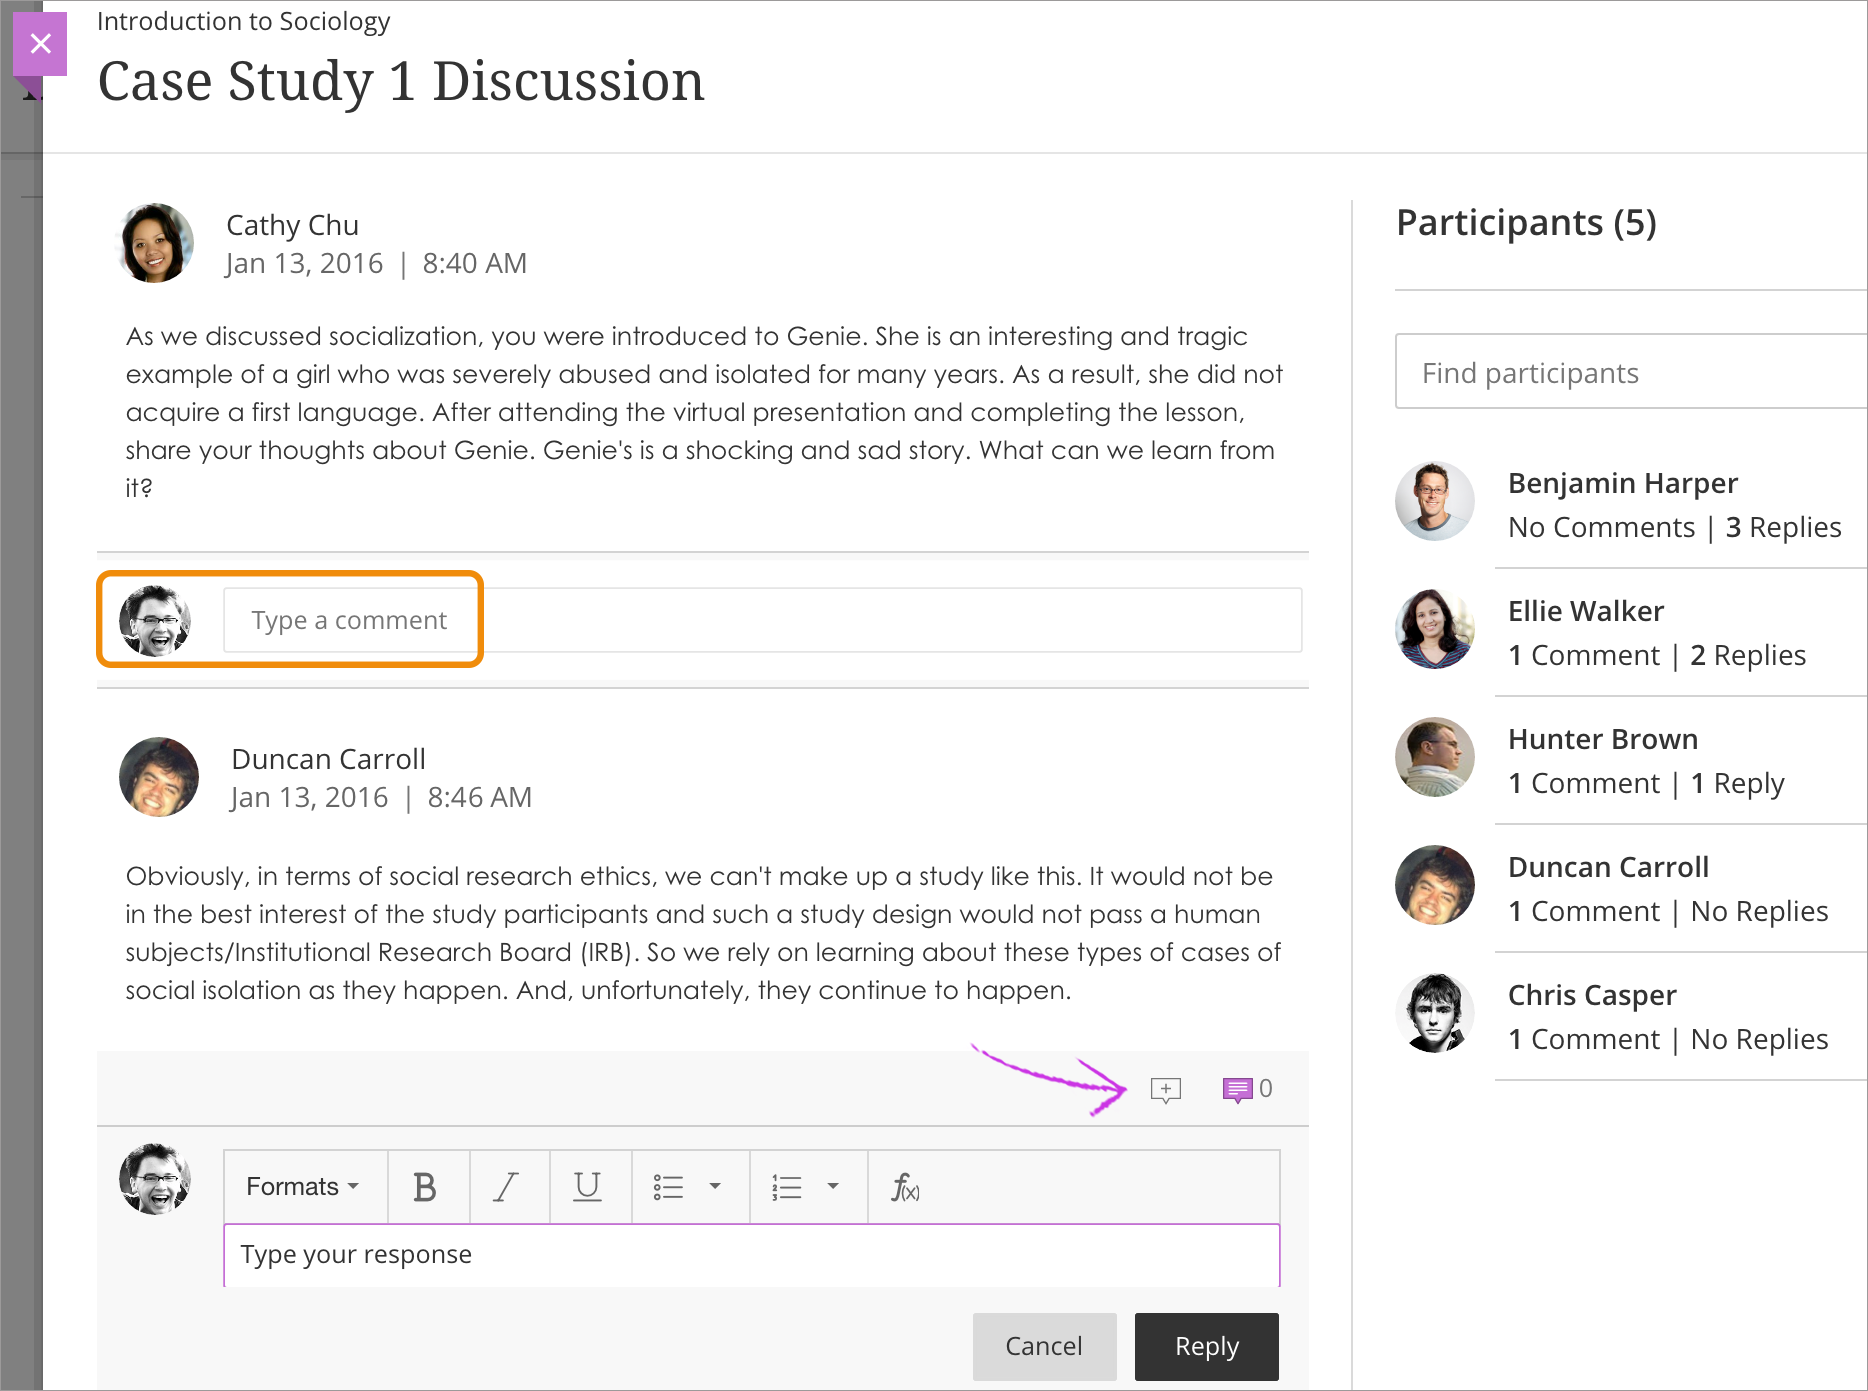 Introduction to Sociology
Case Study 1 Discussion
Cathy Chu
Jan 13, 2016 | 8:40 AM
As we discussed socialization, you were introduced to Genie. She is an interesting and tragic
example of a girl who was severely abused and isolated for many years. As a result, she did not
acquire a first language. After attending the virtual presentation and completing the lesson,
share your thoughts about Genie. Genie's is a shocking and sad story. What can we learn from
it?
Type a comment
Duncan Carroll
Jan 13, 2016 | 8:46 AM
Obviously, in terms of social research ethics, we can't make up a study like this. It would not be
in the best interest of the study participants and such a study design would not pass a human
subjects/Institutional Research Board (IRB). So we rely on learning about these types of cases of
social isolation as they happen. And, unfortunately, they continue to happen.
0
Formats B I U f(x)
Type your response
Cancel Reply
Participants (5)
Find participants
Benjamin Harper
No Comments | 3 Replies
Ellie Walker
1 Comment | 2 Replies
Hunter Brown
1 Comment | 1 Reply
Duncan Carroll
1 Comment | No Replies
Chris Casper
1 Comment | No Replies